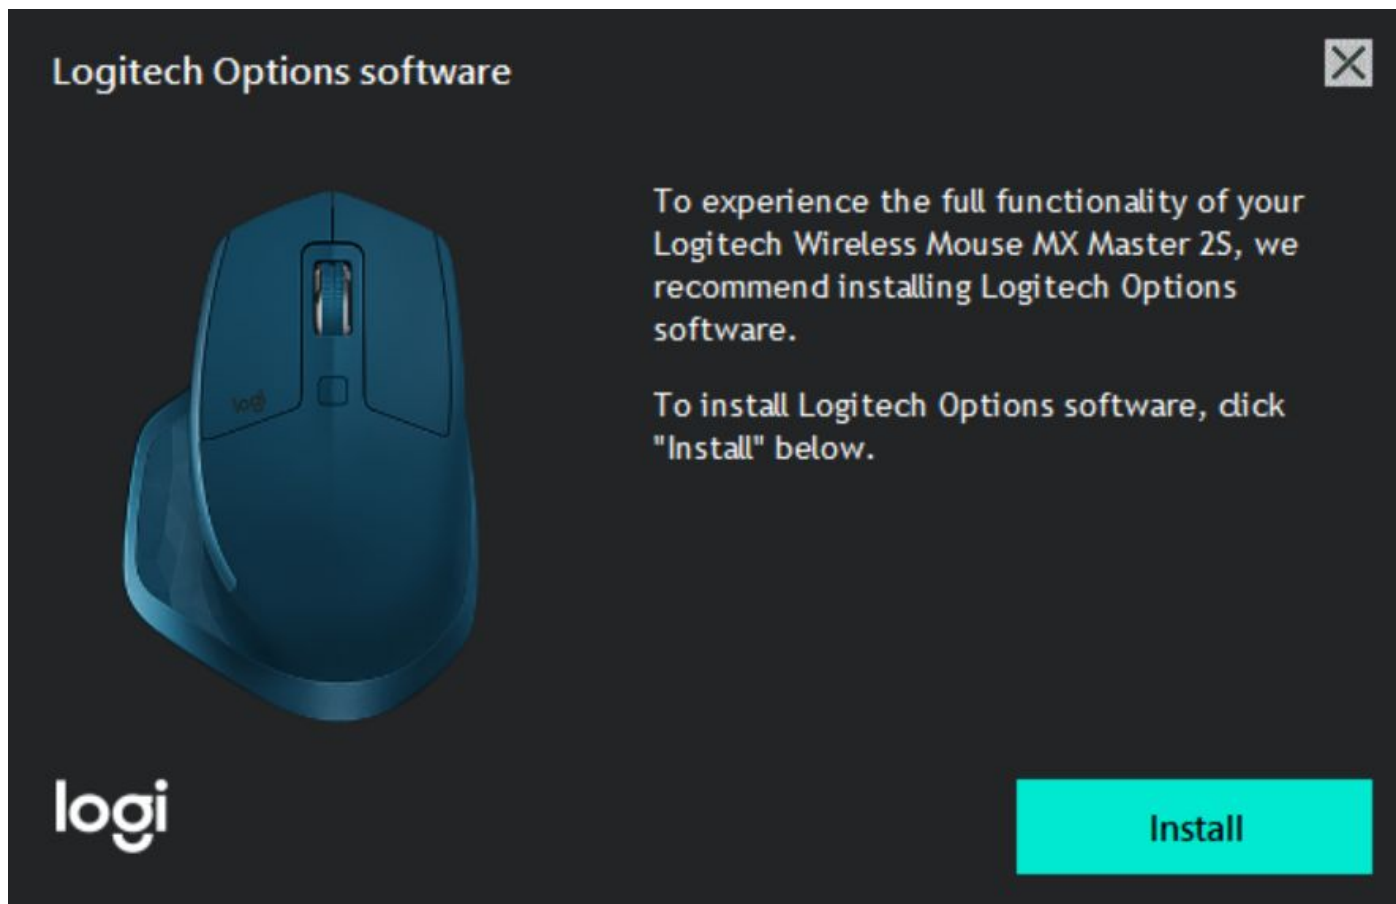 Logitech Options software
To experience the full functionality of your
Logitech Wireless Mouse MX Master 2S, we
recommend installing Logitech Options
software.
To install Logitech Options software, click
"Install" below.
logi
logi
Install